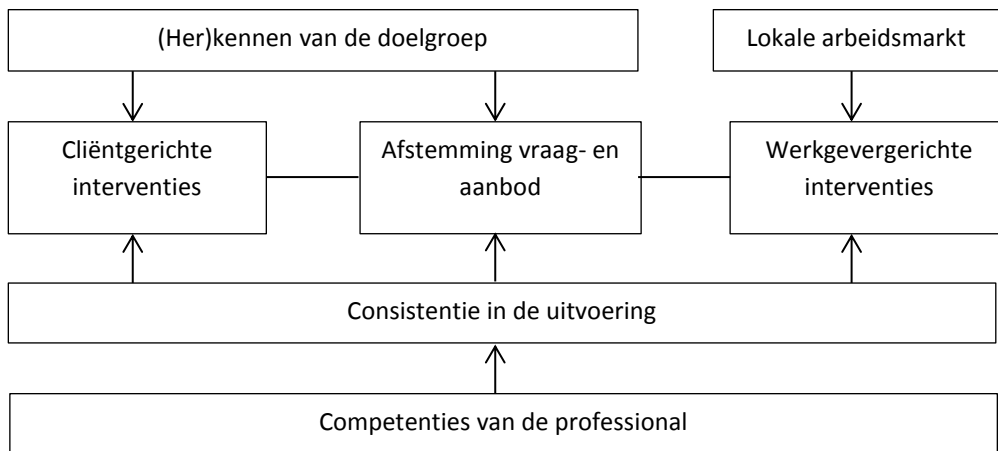 (Her)kennen van de doelgroep
Lokale arbeidsmarkt
Cliëntgerichte
interventies
Afstemming vraag- en
aanbod
Werkgevergerichte
interventies
Consistentie in de uitvoering
Competenties van de professional